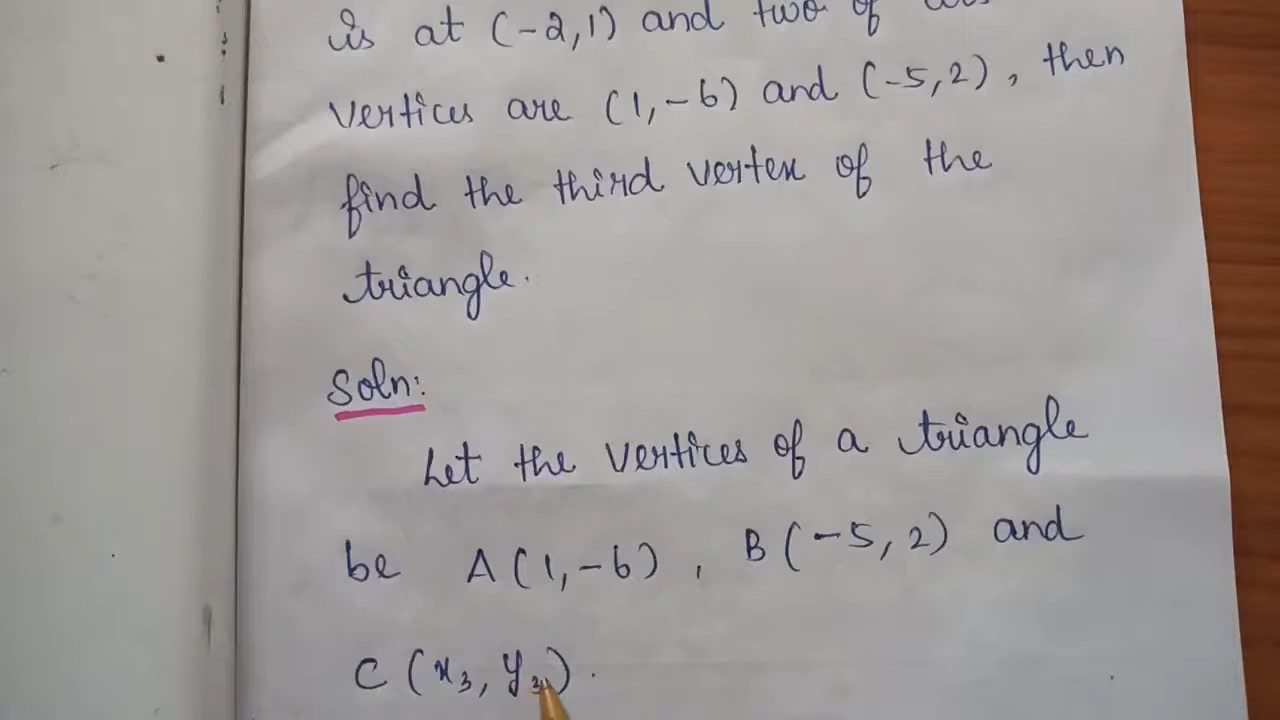 is at (-2,1) and two of
vertices are (1,-6) and (-5,2), then
find the third vertex of the
triangle.
Soln:
Let the vertices of a triangle
be A(1,-6), B(-5,2) and
C(x₃, y₃).